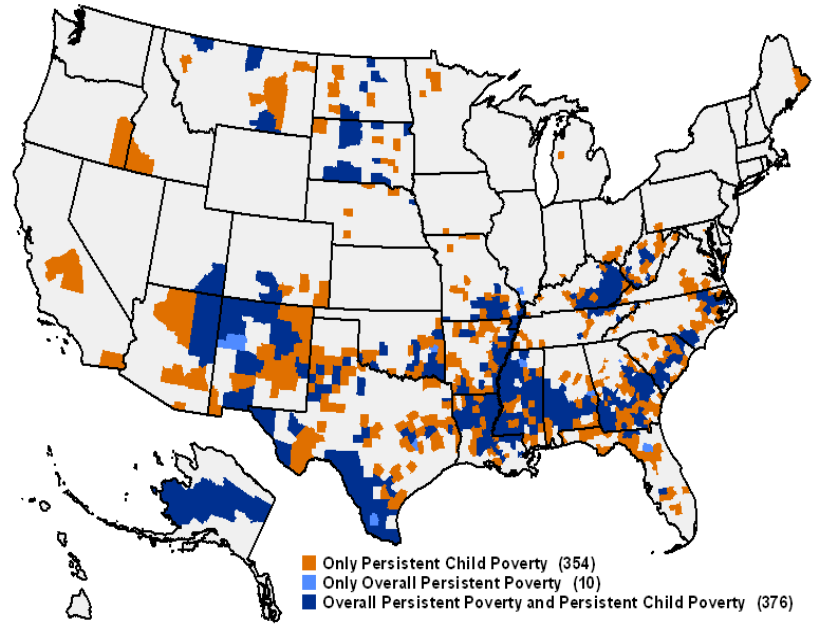 Only Persistent Child Poverty (354)
Only Overall Persistent Poverty (10)
Overall Persistent Poverty and Persistent Child Poverty (376)